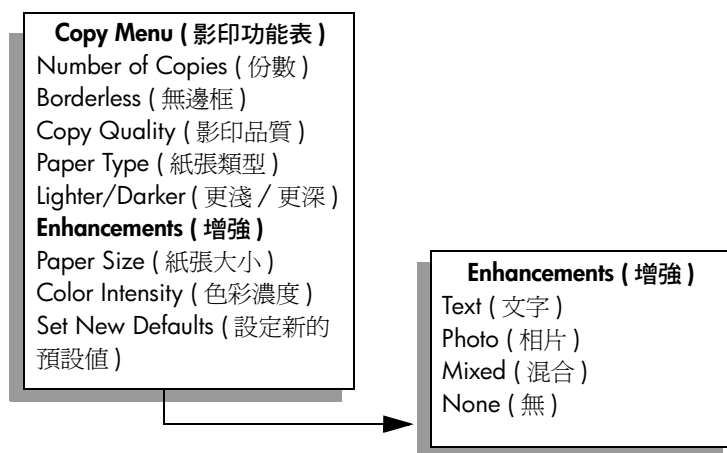 Copy Menu ( 影印功能表 )
Number of Copies ( 份數 )
Borderless ( 無邊框 )
Copy Quality ( 影印品質 )
Paper Type ( 紙張類型 )
Lighter/Darker ( 更淺 / 更深 )
Enhancements ( 增強 )
Paper Size ( 紙張大小 )
Color Intensity ( 色彩濃度 )
Set New Defaults ( 設定新的
預設值 )
Enhancements ( 增強 )
Text ( 文字 )
Photo ( 相片 )
Mixed ( 混合 )
None ( 無 )